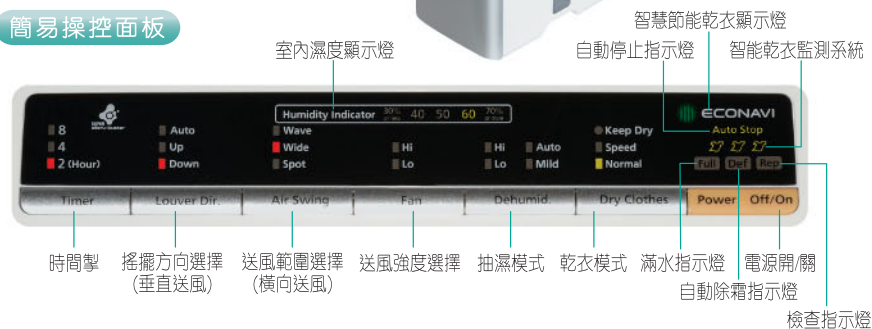 簡易操控面板
智慧節能乾衣顯示燈
室內濕度顯示燈
自動停止指示燈
智能乾衣監測系統
Humidity Indicator 30% 40 50 60 70%
ECONAVI
Auto Stop
8
4
2 (Hour)
Auto
Up
Down
Wave
Wide
Spot
Hi
Lo
Hi
Lo
Auto
Mild
Keep Dry
Speed
Normal
Full Def Rep
Timer Louver Dir. Air Swing Fan Dehumid. Dry Clothes Power Off/On
時間掣
搖擺方向選擇
(垂直送風)
送風範圍選擇
(橫向送風)
送風強度選擇
抽濕模式
乾衣模式
滿水指示燈
電源開/關
自動除霜指示燈
檢查指示燈